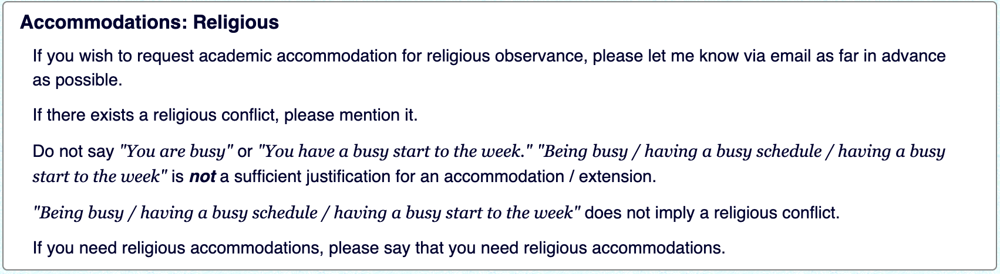 Accommodations: Religious
If you wish to request academic accommodation for religious observance, please let me know via email as far in advance
as possible.
If there exists a religious conflict, please mention it.
Do not say "You are busy" or "You have a busy start to the week." "Being busy / having a busy schedule / having a busy
start to the week" is not a sufficient justification for an accommodation / extension.
"Being busy / having a busy schedule / having a busy start to the week" does not imply a religious conflict.
If you need religious accommodations, please say that you need religious accommodations.